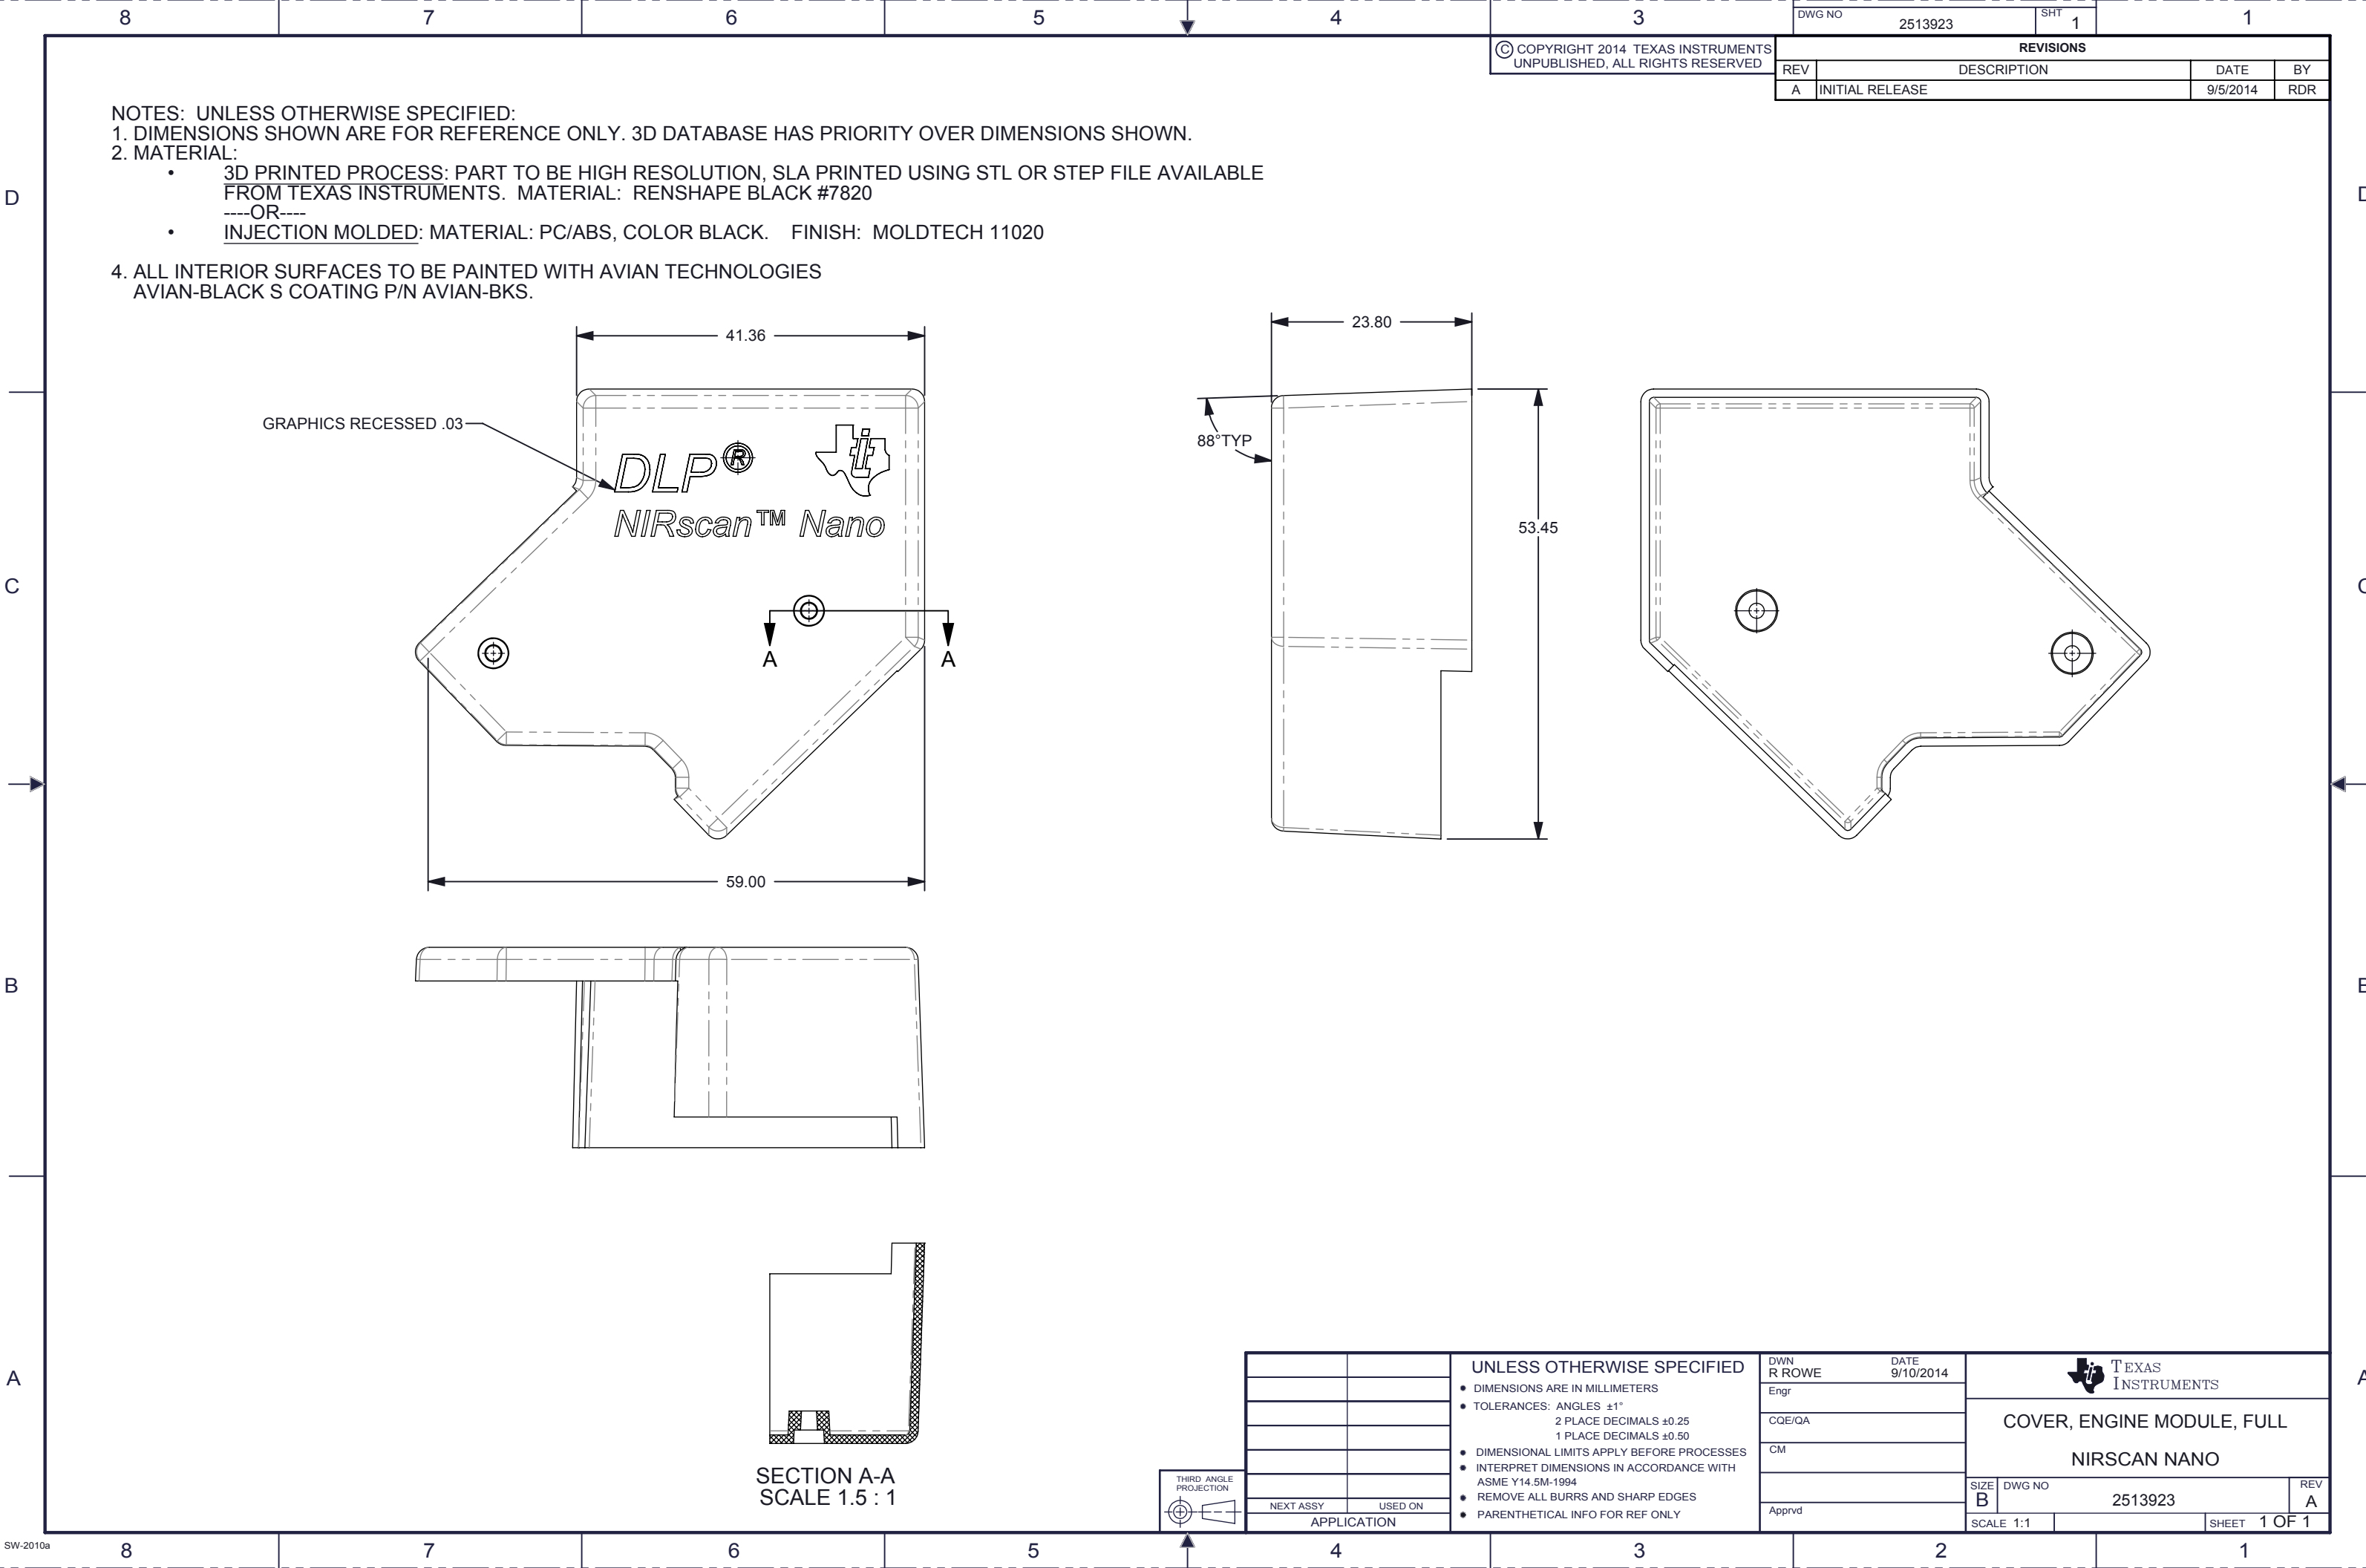 8 7 6 5 4 3 1
DWG NO 2513923 SHT 1
© COPYRIGHT 2014 TEXAS INSTRUMENTS
UNPUBLISHED, ALL RIGHTS RESERVED
REVISIONS
REV DESCRIPTION DATE BY
A INITIAL RELEASE 9/5/2014 RDR
NOTES: UNLESS OTHERWISE SPECIFIED:
1. DIMENSIONS SHOWN ARE FOR REFERENCE ONLY. 3D DATABASE HAS PRIORITY OVER DIMENSIONS SHOWN.
2. MATERIAL:
• 3D PRINTED PROCESS: PART TO BE HIGH RESOLUTION, SLA PRINTED USING STL OR STEP FILE AVAILABLE
FROM TEXAS INSTRUMENTS. MATERIAL: RENSHAPE BLACK #7820
----OR----
• INJECTION MOLDED: MATERIAL: PC/ABS, COLOR BLACK. FINISH: MOLDTECH 11020
4. ALL INTERIOR SURFACES TO BE PAINTED WITH AVIAN TECHNOLOGIES
AVIAN-BLACK S COATING P/N AVIAN-BKS.
D
41.36
23.80
GRAPHICS RECESSED .03
88°TYP
DLP®
ti
NIRscan™ Nano
53.45
C
A A
59.00
B
SECTION A-A
SCALE 1.5 : 1
A
THIRD ANGLE
PROJECTION
NEXT ASSY USED ON
APPLICATION
UNLESS OTHERWISE SPECIFIED
• DIMENSIONS ARE IN MILLIMETERS
• TOLERANCES: ANGLES ±1°
2 PLACE DECIMALS ±0.25
1 PLACE DECIMALS ±0.50
• DIMENSIONAL LIMITS APPLY BEFORE PROCESSES
• INTERPRET DIMENSIONS IN ACCORDANCE WITH
ASME Y14.5M-1994
• REMOVE ALL BURRS AND SHARP EDGES
• PARENTHETICAL INFO FOR REF ONLY
DWN DATE
R ROWE 9/10/2014
Engr
CQE/QA
CM
Apprvd
ti TEXAS
INSTRUMENTS
COVER, ENGINE MODULE, FULL
NIRSCAN NANO
SIZE DWG NO REV
B 2513923 A
SCALE 1:1 SHEET 1 OF 1
SW-2010a
8 7 6 5 4 3 2 1